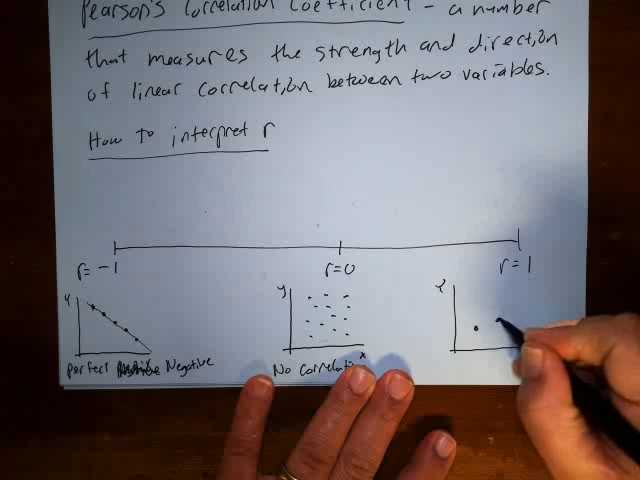 Pearson's Correlation Coefficient - a number
that measures the strength and direction
of linear correlation between two variables.
How to interpret r
r= -1
r=0
r=1
y
y
y
x
Perfect Negative
No Correlation